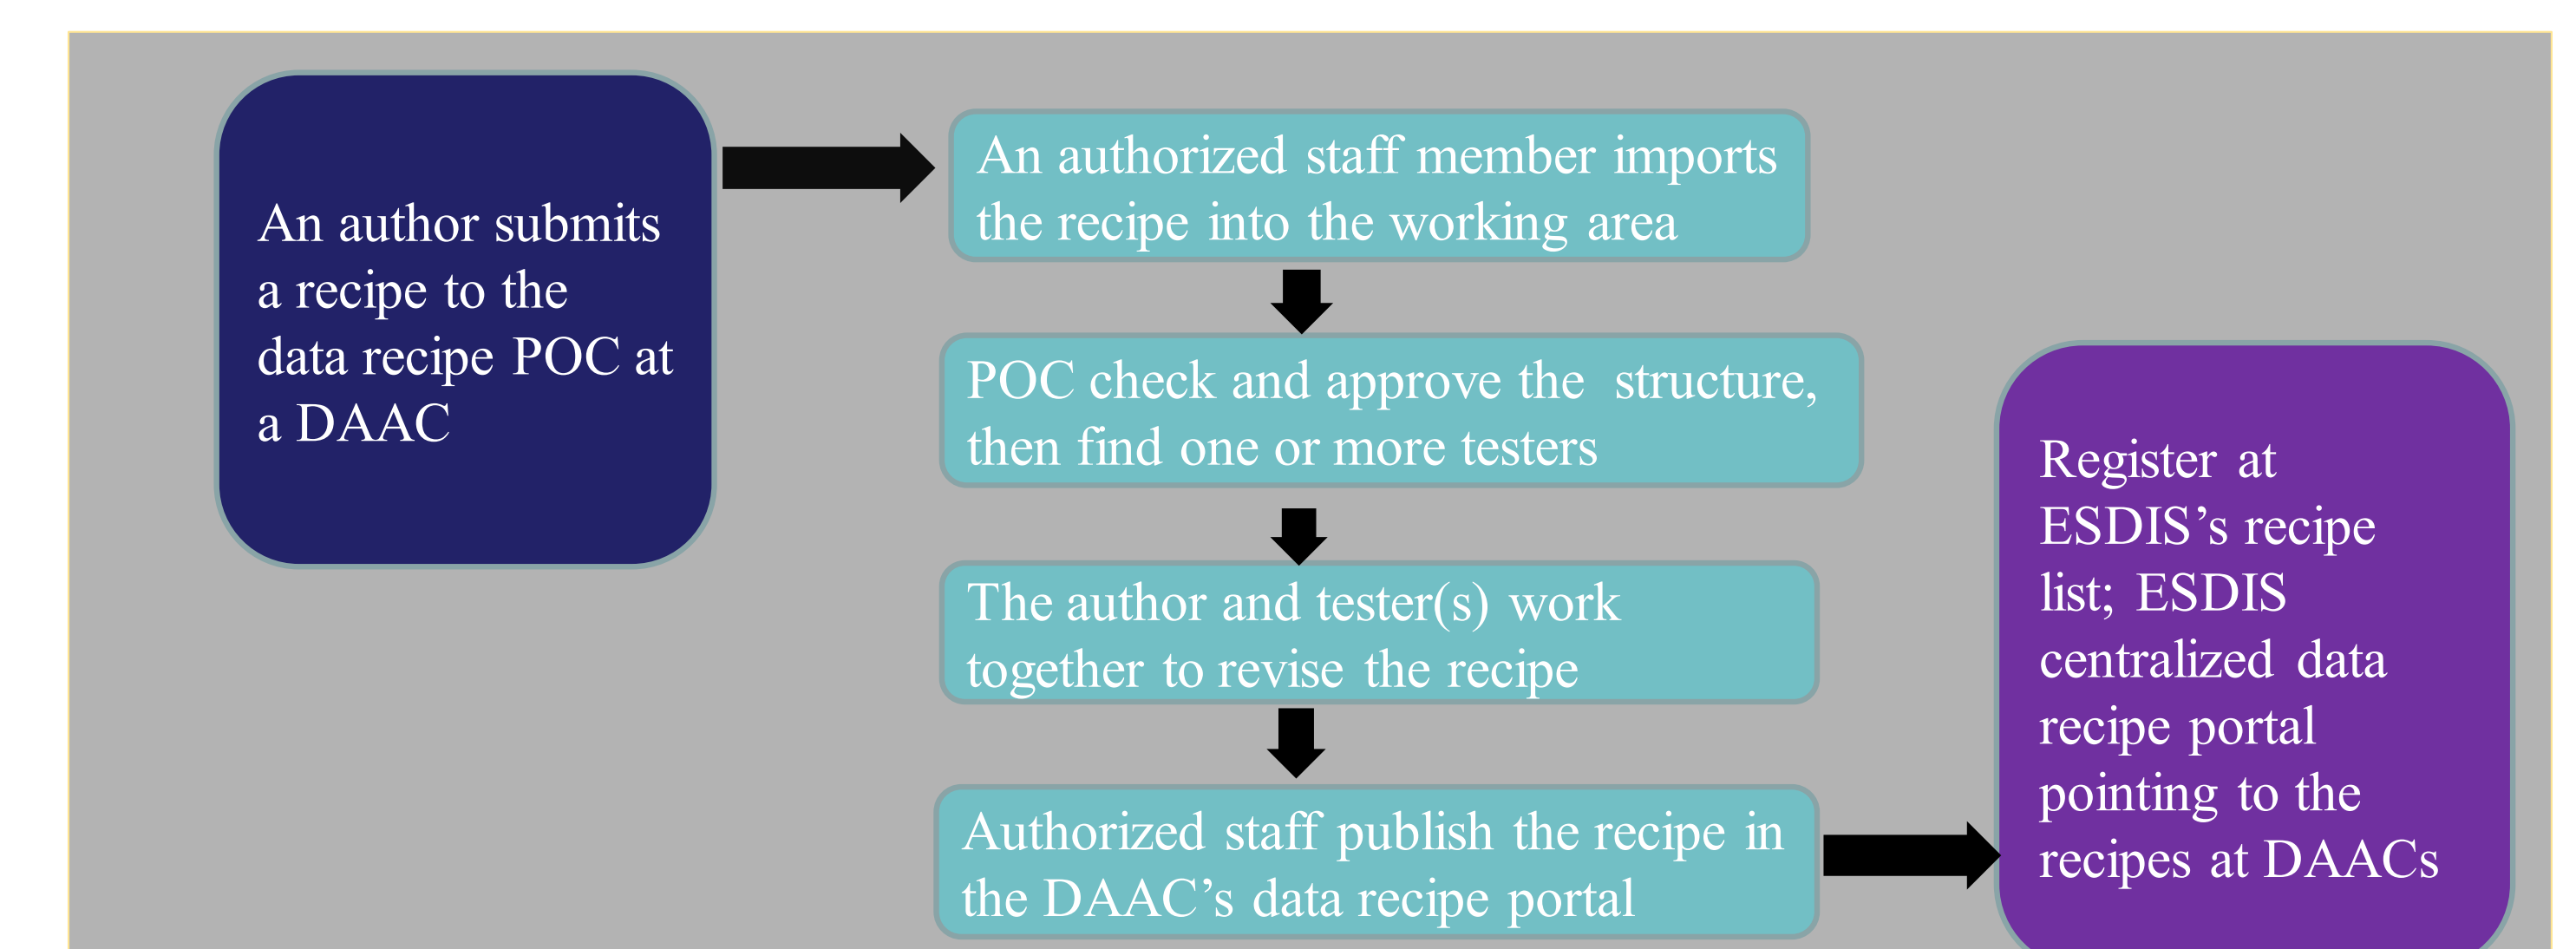 An author submits
a recipe to the
data recipe POC at
a DAAC
An authorized staff member imports
the recipe into the working area
POC check and approve the structure,
then find one or more testers
The author and tester(s) work
together to revise the recipe
Authorized staff publish the recipe in
the DAAC’s data recipe portal
Register at
ESDIS’s recipe
list; ESDIS
centralized data
recipe portal
pointing to the
recipes at DAACs